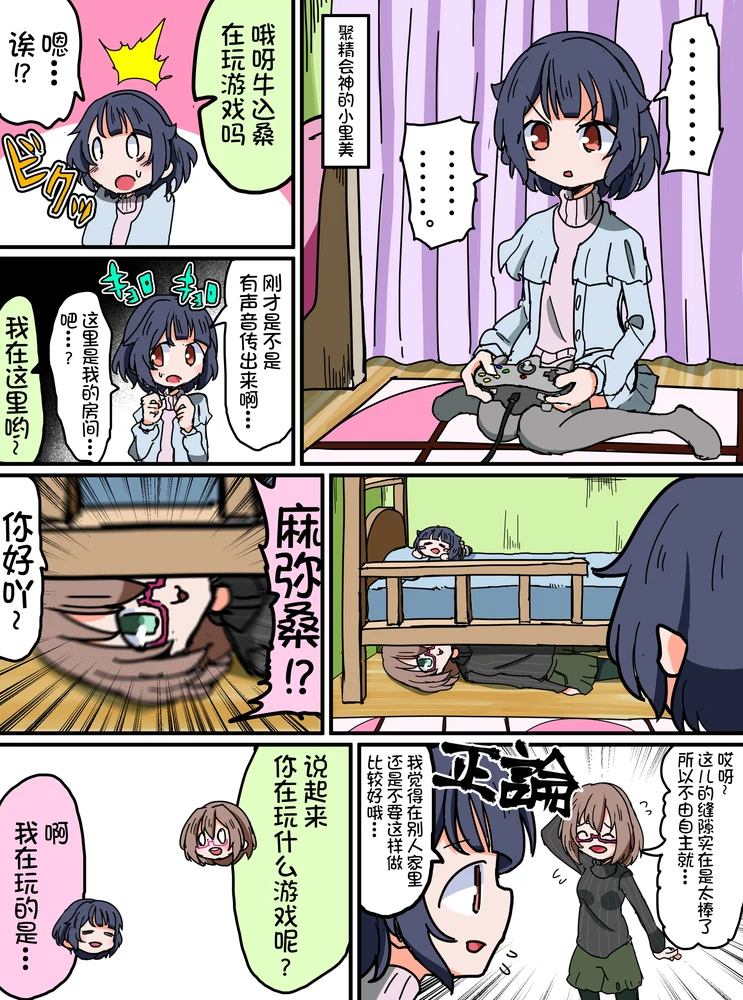 ………
………。
聚精会神的小里美
哦呀牛込桑
在玩游戏吗
嗯…
诶!?
ビクッ
刚才是不是
有声音传出来啊…
キョロ
キョロ
这里是我的房间…
吧…?
我在这里哟~
麻弥桑!?
你好吖~
哎呀~
这儿的缝隙实在是太棒了
所以不由自主就…
正論
我觉得在别人家里
还是不要这样做
比较好哦…
说起来
你在玩什么游戏呢?
啊
我在玩的是…